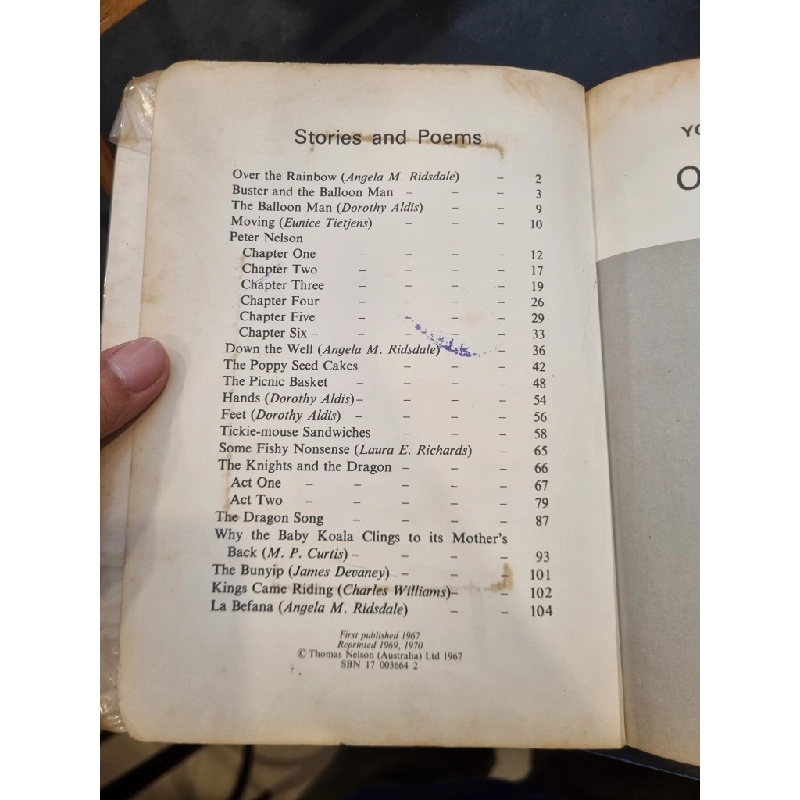 Stories and Poems
Over the Rainbow (Angela M. Ridsdale) – 2
Buster and the Balloon Man – – – 3
The Balloon Man (Dorothy Aldis) – – 9
Moving (Eunice Tietjens) – – – 10
Peter Nelson
Chapter One – – – – 12
Chapter Two – – – – 17
Chapter Three – – – – 19
Chapter Four – – – – 26
Chapter Five – – – – 29
Chapter Six – – – – 33
Down the Well (Angela M. Ridsdale) – 36
The Poppy Seed Cakes – – – 42
The Picnic Basket – – – – 48
Hands (Dorothy Aldis) – – – – 54
Feet (Dorothy Aldis) – – – – 56
Tickie-mouse Sandwiches – – – 58
Some Fishy Nonsense (Laura E. Richards) – 65
The Knights and the Dragon – – – 66
Act One – – – – – 67
Act Two – – – – – 79
The Dragon Song – – – – 87
Why the Baby Koala Clings to its Mother's
Back (M. P. Curtis) – – – – 93
The Bunyip (James Devaney) – – – 101
Kings Came Riding (Charles Williams) – – 102
La Befana (Angela M. Ridsdale) – – 104
First published 1967
Reprinted 1969, 1970
© Thomas Nelson (Australia) Ltd 1967
SBN 17 003664 2
YO
O